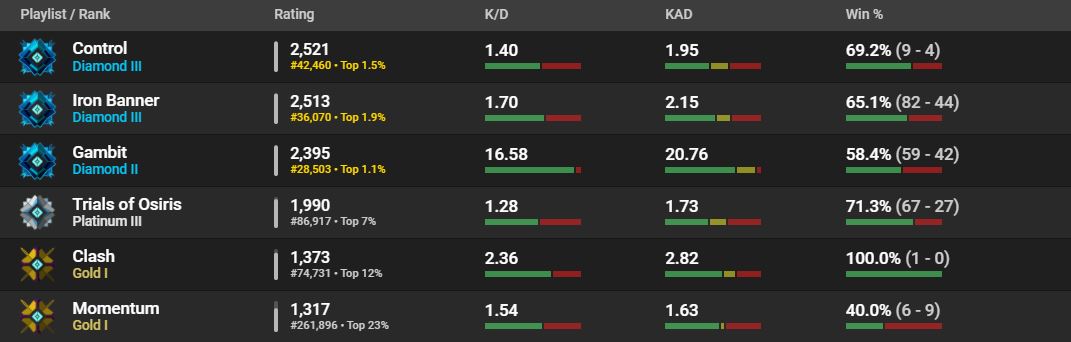 Playlist / Rank Rating K/D KAD Win %
Control 2,521 1.40 1.95 69.2% (9 - 4)
Diamond III #42,460 • Top 1.5%
Iron Banner 2,513 1.70 2.15 65.1% (82 - 44)
Diamond III #36,070 • Top 1.9%
Gambit 2,395 16.58 20.76 58.4% (59 - 42)
Diamond II #28,503 • Top 1.1%
Trials of Osiris 1,990 1.28 1.73 71.3% (67 - 27)
Platinum III #86,917 • Top 7%
Clash 1,373 2.36 2.82 100.0% (1 - 0)
Gold I #74,731 • Top 12%
Momentum 1,317 1.54 1.63 40.0% (6 - 9)
Gold I #261,896 • Top 23%